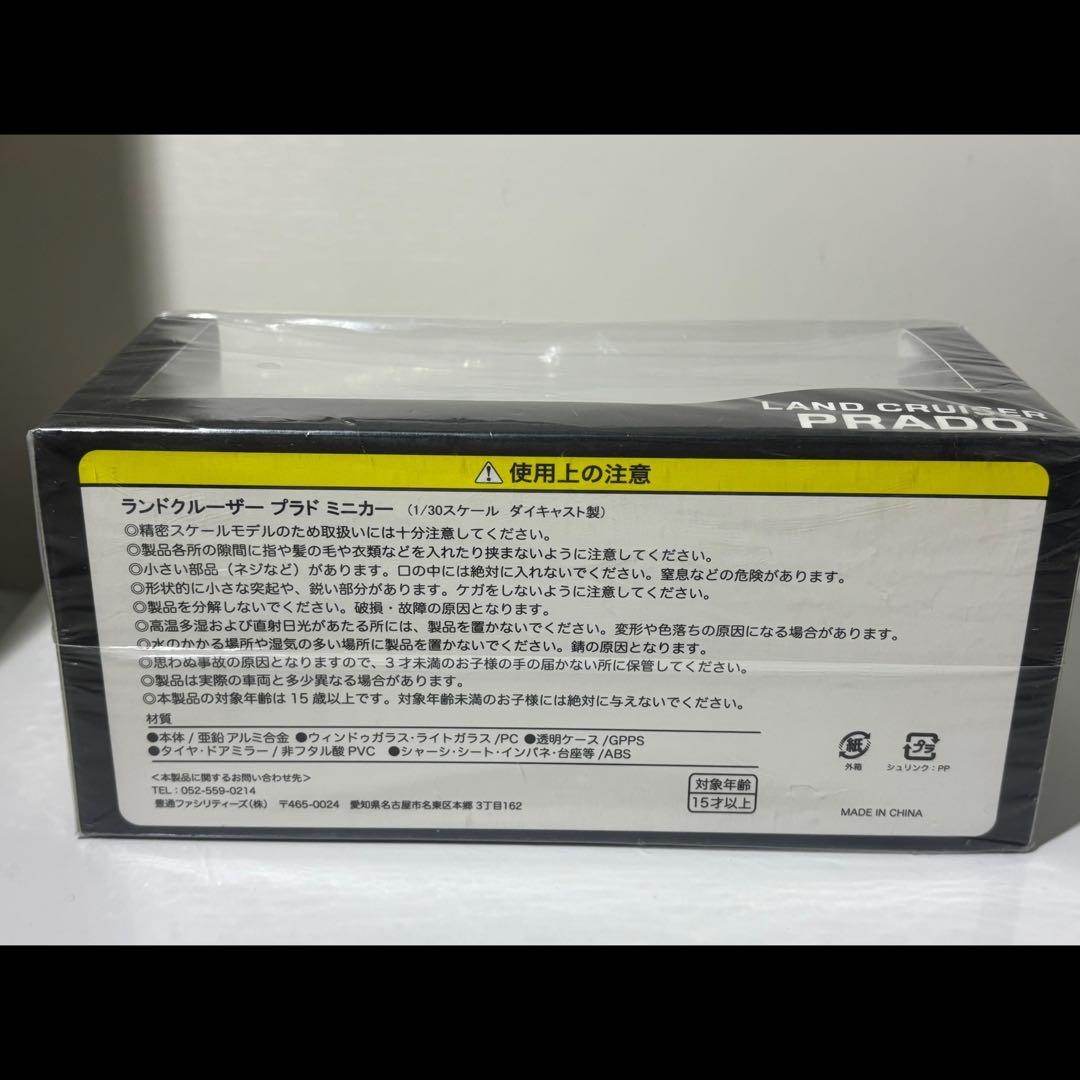 LAND CRUISER
PRADO
使用上の注意
ランドクルーザー プラド ミニカー (1/30スケール ダイキャスト製)
◎精密スケールモデルのため取扱いには十分注意してください。
◎製品各所の隙間に指や髪の毛や衣類などを入れたり挟まないように注意してください。
◎小さい部品(ネジなど)があります。口の中には絶対に入れないでください。窒息などの危険があります。
◎形状的に小さな突起や、鋭い部分があります。ケガをしないように注意してください。
◎製品を分解しないでください。破損・故障の原因となります。
◎高温多湿および直射日光があたる所には、製品を置かないでください。変形や色落ちの原因になる場合があります。
◎水のかかる場所や湿気の多い場所に製品を置かないでください。錆の原因となります。
◎思わぬ事故の原因となりますので、3才未満のお子様の手の届かない所に保管してください。
◎製品は実際の車両と多少異なる場合があります。
◎本製品の対象年齢は15歳以上です。対象年齢未満のお子様には絶対に与えないでください。
材質
●本体/亜鉛アルミ合金 ●ウィンドゥガラス・ライトガラス/PC ●透明ケース/GPPS
●タイヤ・ドアミラー/非フタル酸PVC ●シャーシ・シート・インパネ・台座等/ABS
<本製品に関するお問い合わせ先>
TEL:052-559-0214
豊通ファシリティーズ(株) 〒465-0024 愛知県名古屋市名東区本郷3丁目162
対象年齢
15才以上
紙
外箱
プラ
シュリンク:PP
MADE IN CHINA